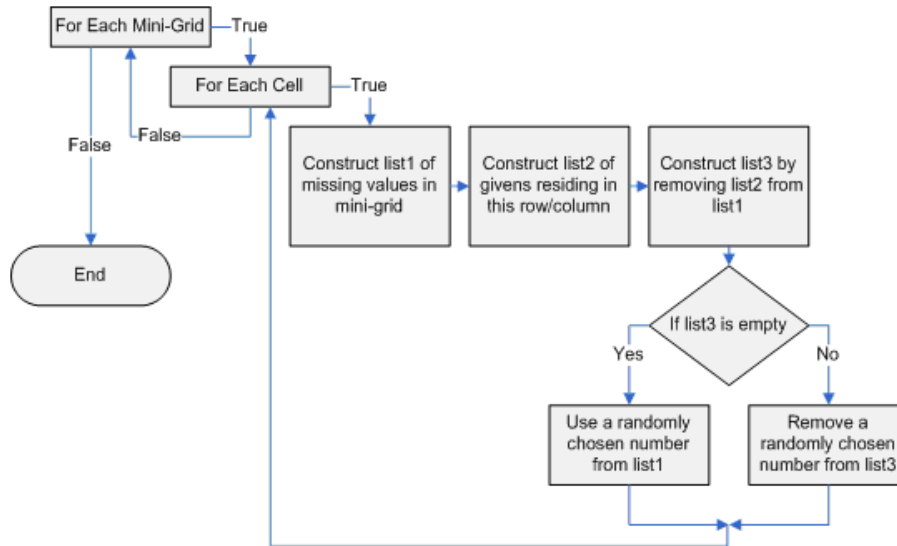 For Each Mini-Grid
True
For Each Cell
True
False
False
Construct list1 of
missing values in
mini-grid
Construct list2 of
givens residing in
this row/column
Construct list3 by
removing list2 from
list1
End
If list3 is empty
Yes
No
Use a randomly
chosen number
from list1
Remove a
randomly chosen
number from list3